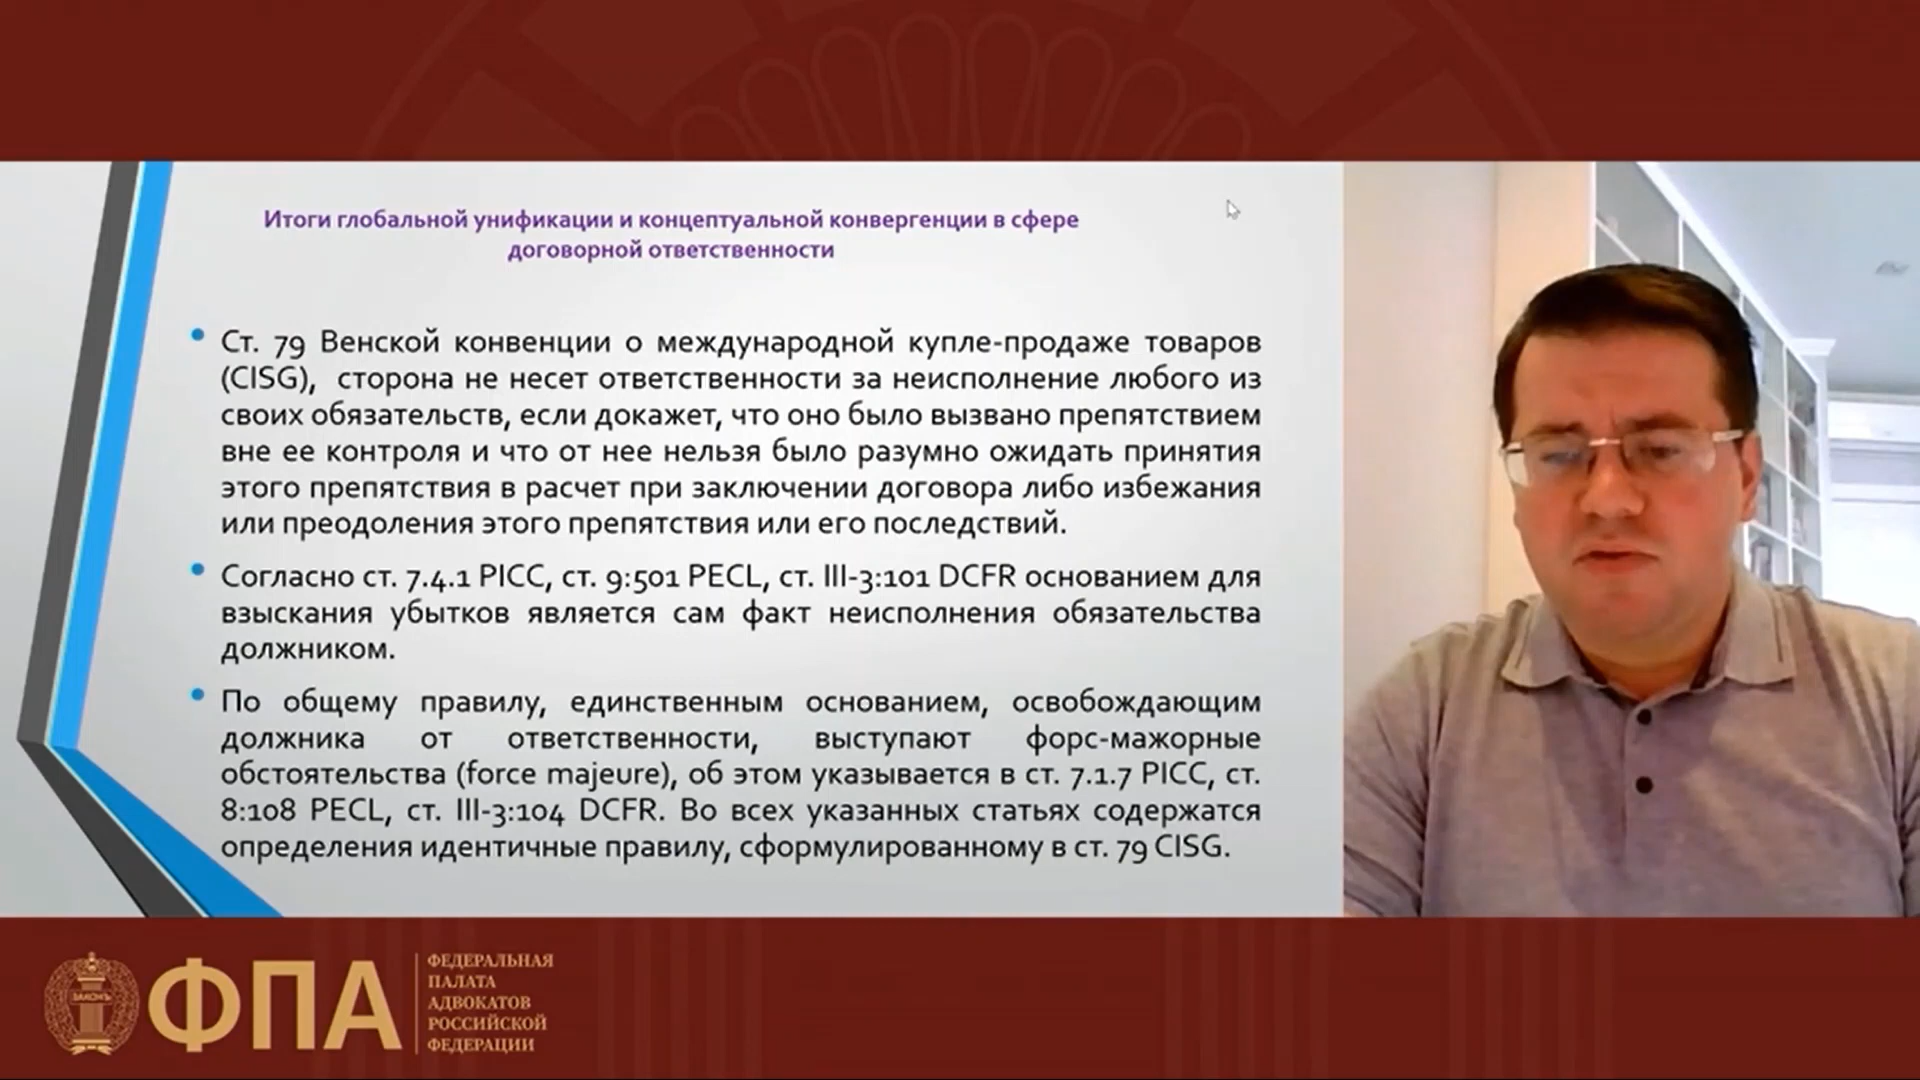 Итоги глобальной унификации и концептуальной конвергенции в сфере
договорной ответственности
Ст. 79 Венской конвенции о международной купле-продаже товаров
(CISG), сторона не несет ответственности за неисполнение любого из
своих обязательств, если докажет, что оно было вызвано препятствием
вне ее контроля и что от нее нельзя было разумно ожидать принятия
этого препятствия в расчет при заключении договора либо избежания
или преодоления этого препятствия или его последствий.
Согласно ст. 7.4.1 PICC, ст. 9:501 PECL, ст. III-3:101 DCFR основанием для
взыскания убытков является сам факт неисполнения обязательства
должником.
По общему правилу, единственным основанием, освобождающим
должника от ответственности, выступают форс-мажорные
обстоятельства (force majeure), об этом указывается в ст. 7.1.7 PICC, ст.
8:108 PECL, ст. III-3:104 DCFR. Во всех указанных статьях содержатся
определения идентичные правилу, сформулированному в ст. 79 CISG.
ЗАКОНЪ
ФПА
ФЕДЕРАЛЬНАЯ
ПАЛАТА
АДВОКАТОВ
РОССИЙСКОЙ
ФЕДЕРАЦИИ